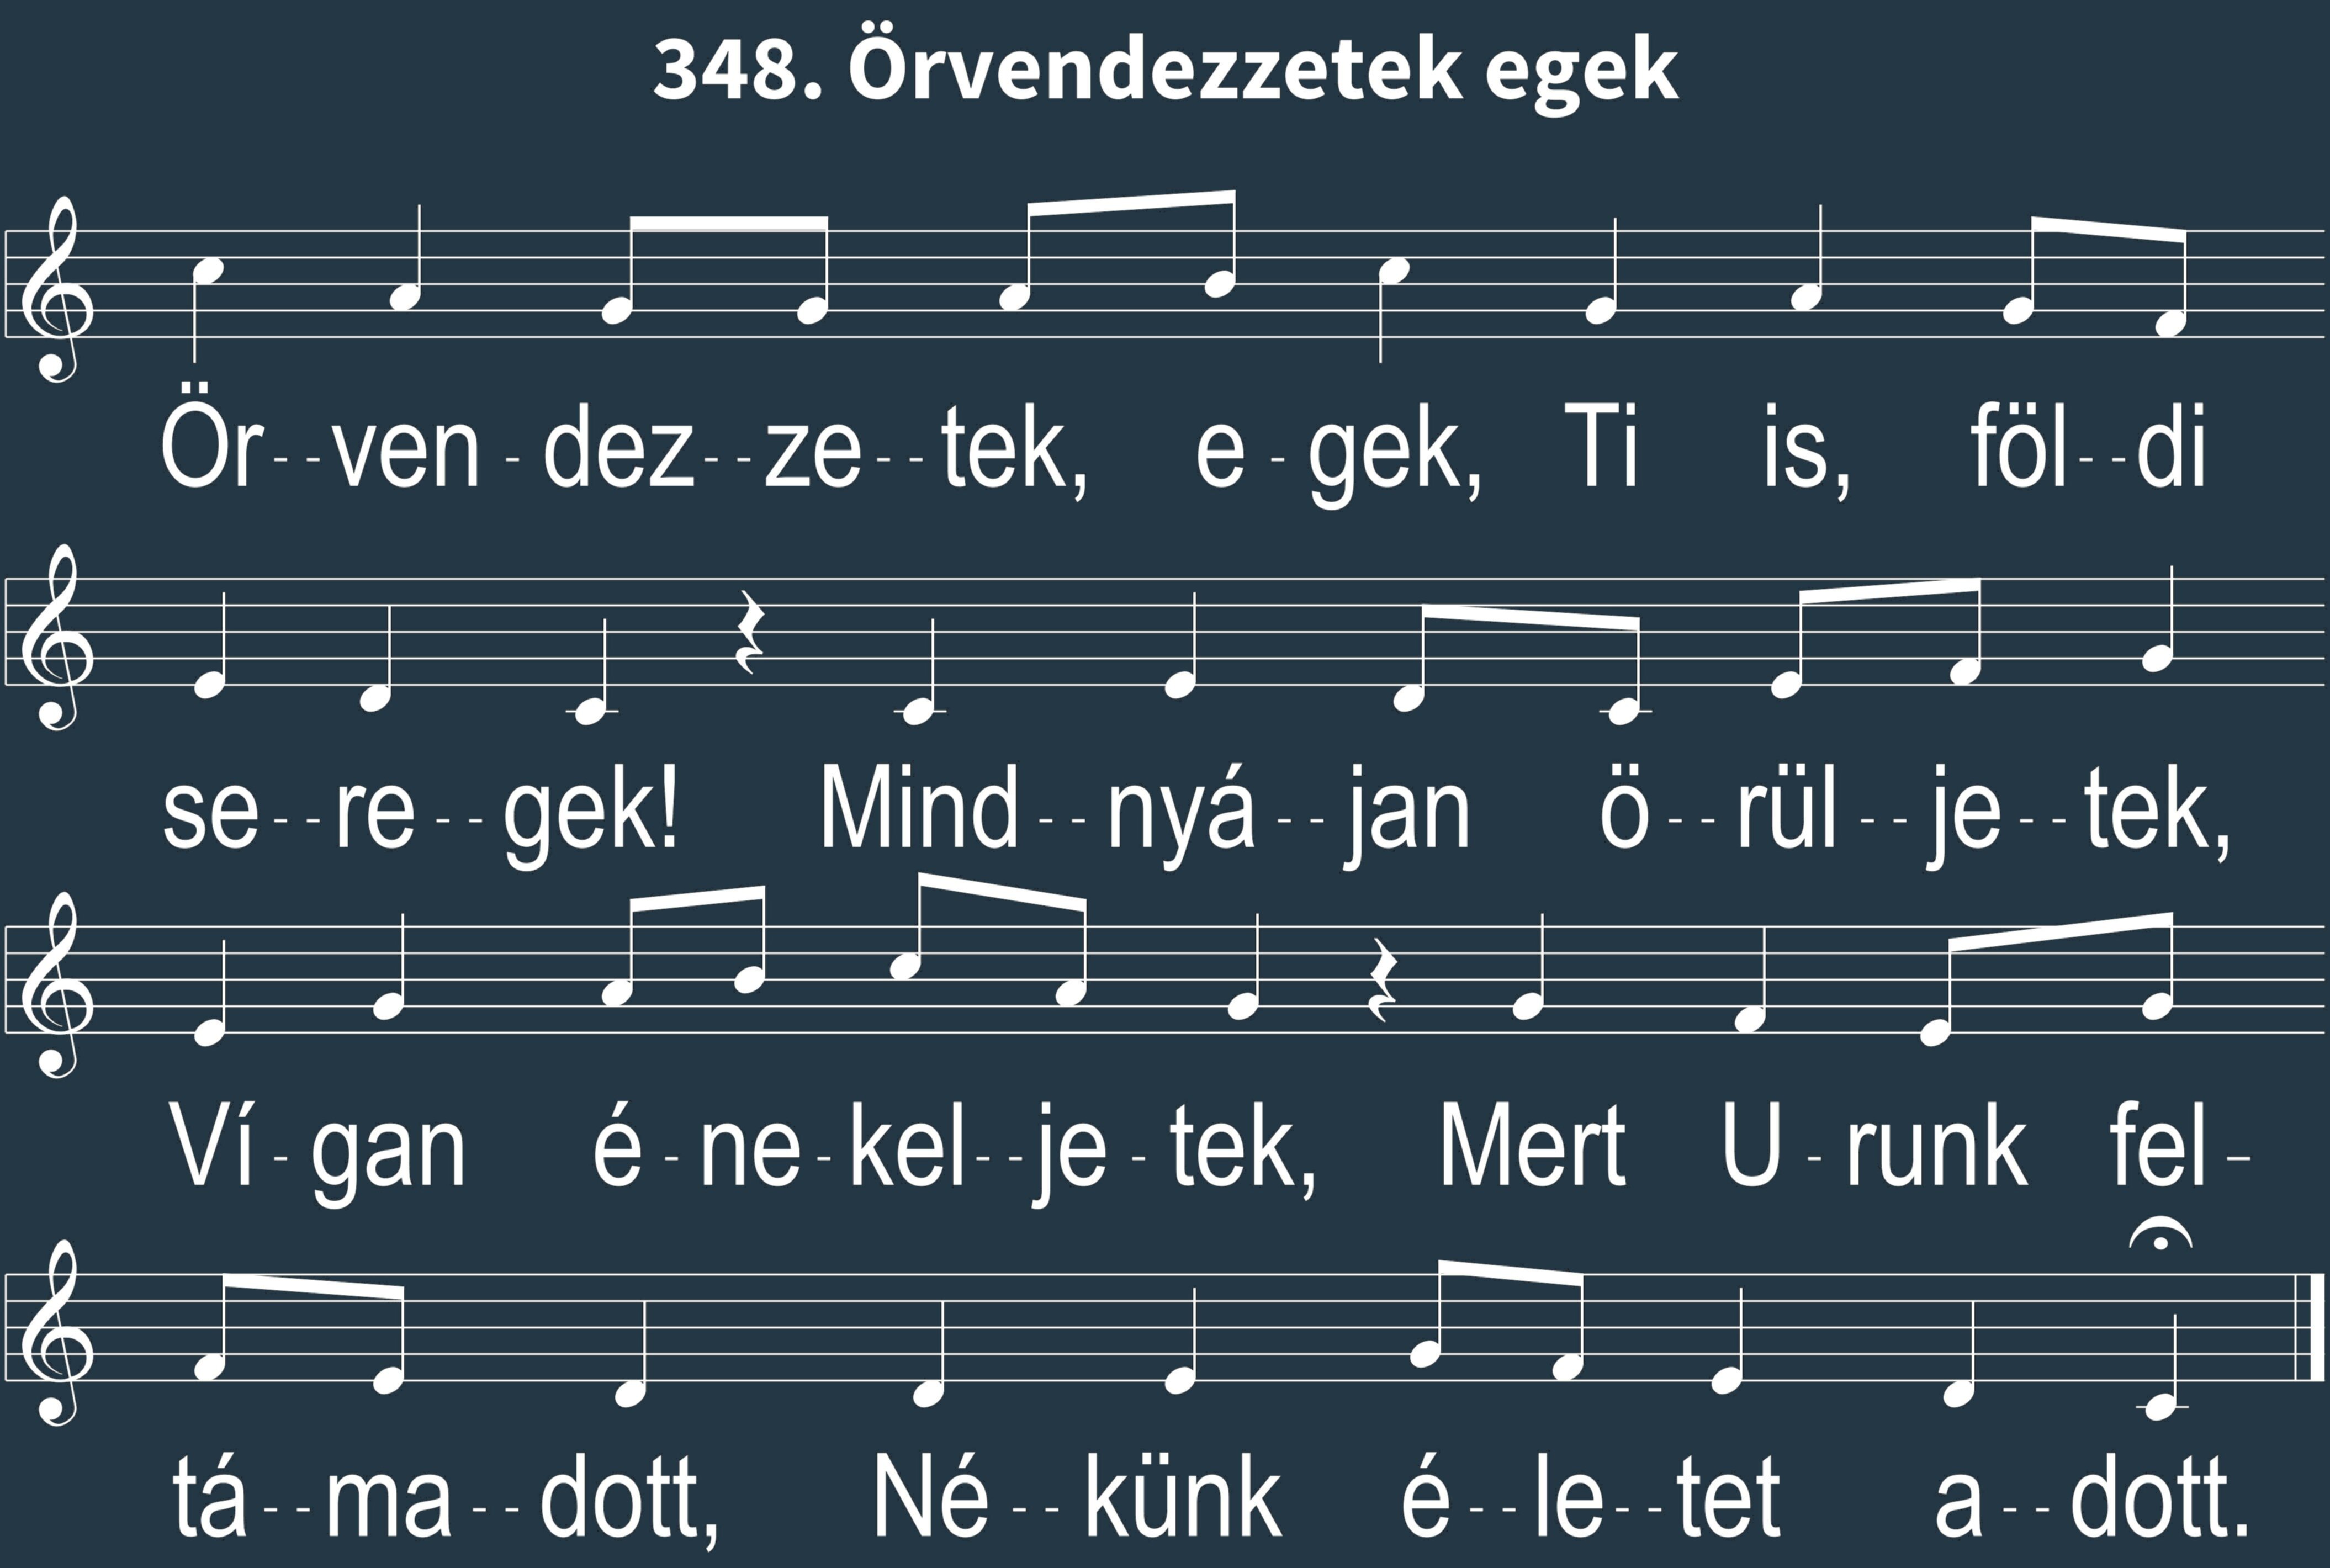 348. Örvendezzetek egek
Ör--ven-dez--ze--tek, e-gek, Ti is, föl--di
se--re--gek! Mind--nyá--jan ö--rül--je--tek,
Ví-gan é-ne-kel--je-tek, Mert U-runk fel-
tá--ma--dott, Né--künk é--le--tet a--dott.